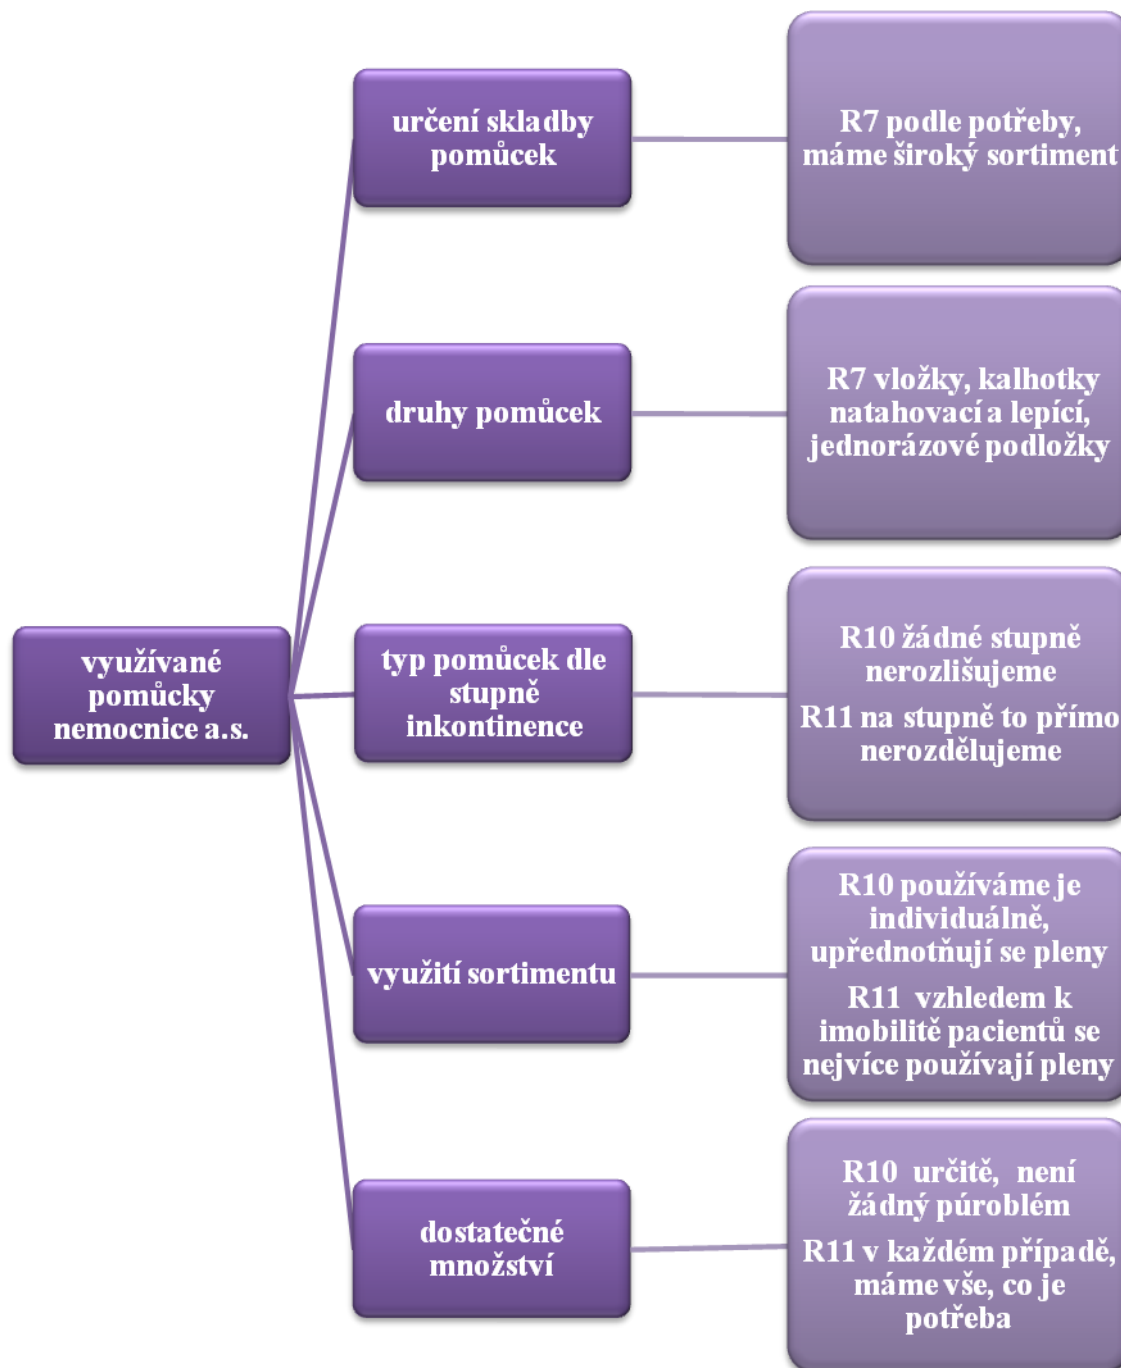 určení skladby
pomůcek
R7 podle potřeby,
máme široký sortiment
druhy pomůcek
R7 vložky, kalhotky
natahovací a lepící,
jednorázové podložky
využívané
pomůcky
nemocnice a.s.
typ pomůcek dle
stupně
inkontinence
R10 žádné stupně
nerozlišujeme
R11 na stupně to přímo
nerozdělujeme
využití sortimentu
R10 používáme je
individuálně,
upřednotňují se pleny
R11 vzhledem k
imobilitě pacientů se
nejvíce používají pleny
dostatečné
množství
R10 určitě, není
žádný púroblém
R11 v každém případě,
máme vše, co je
potřeba